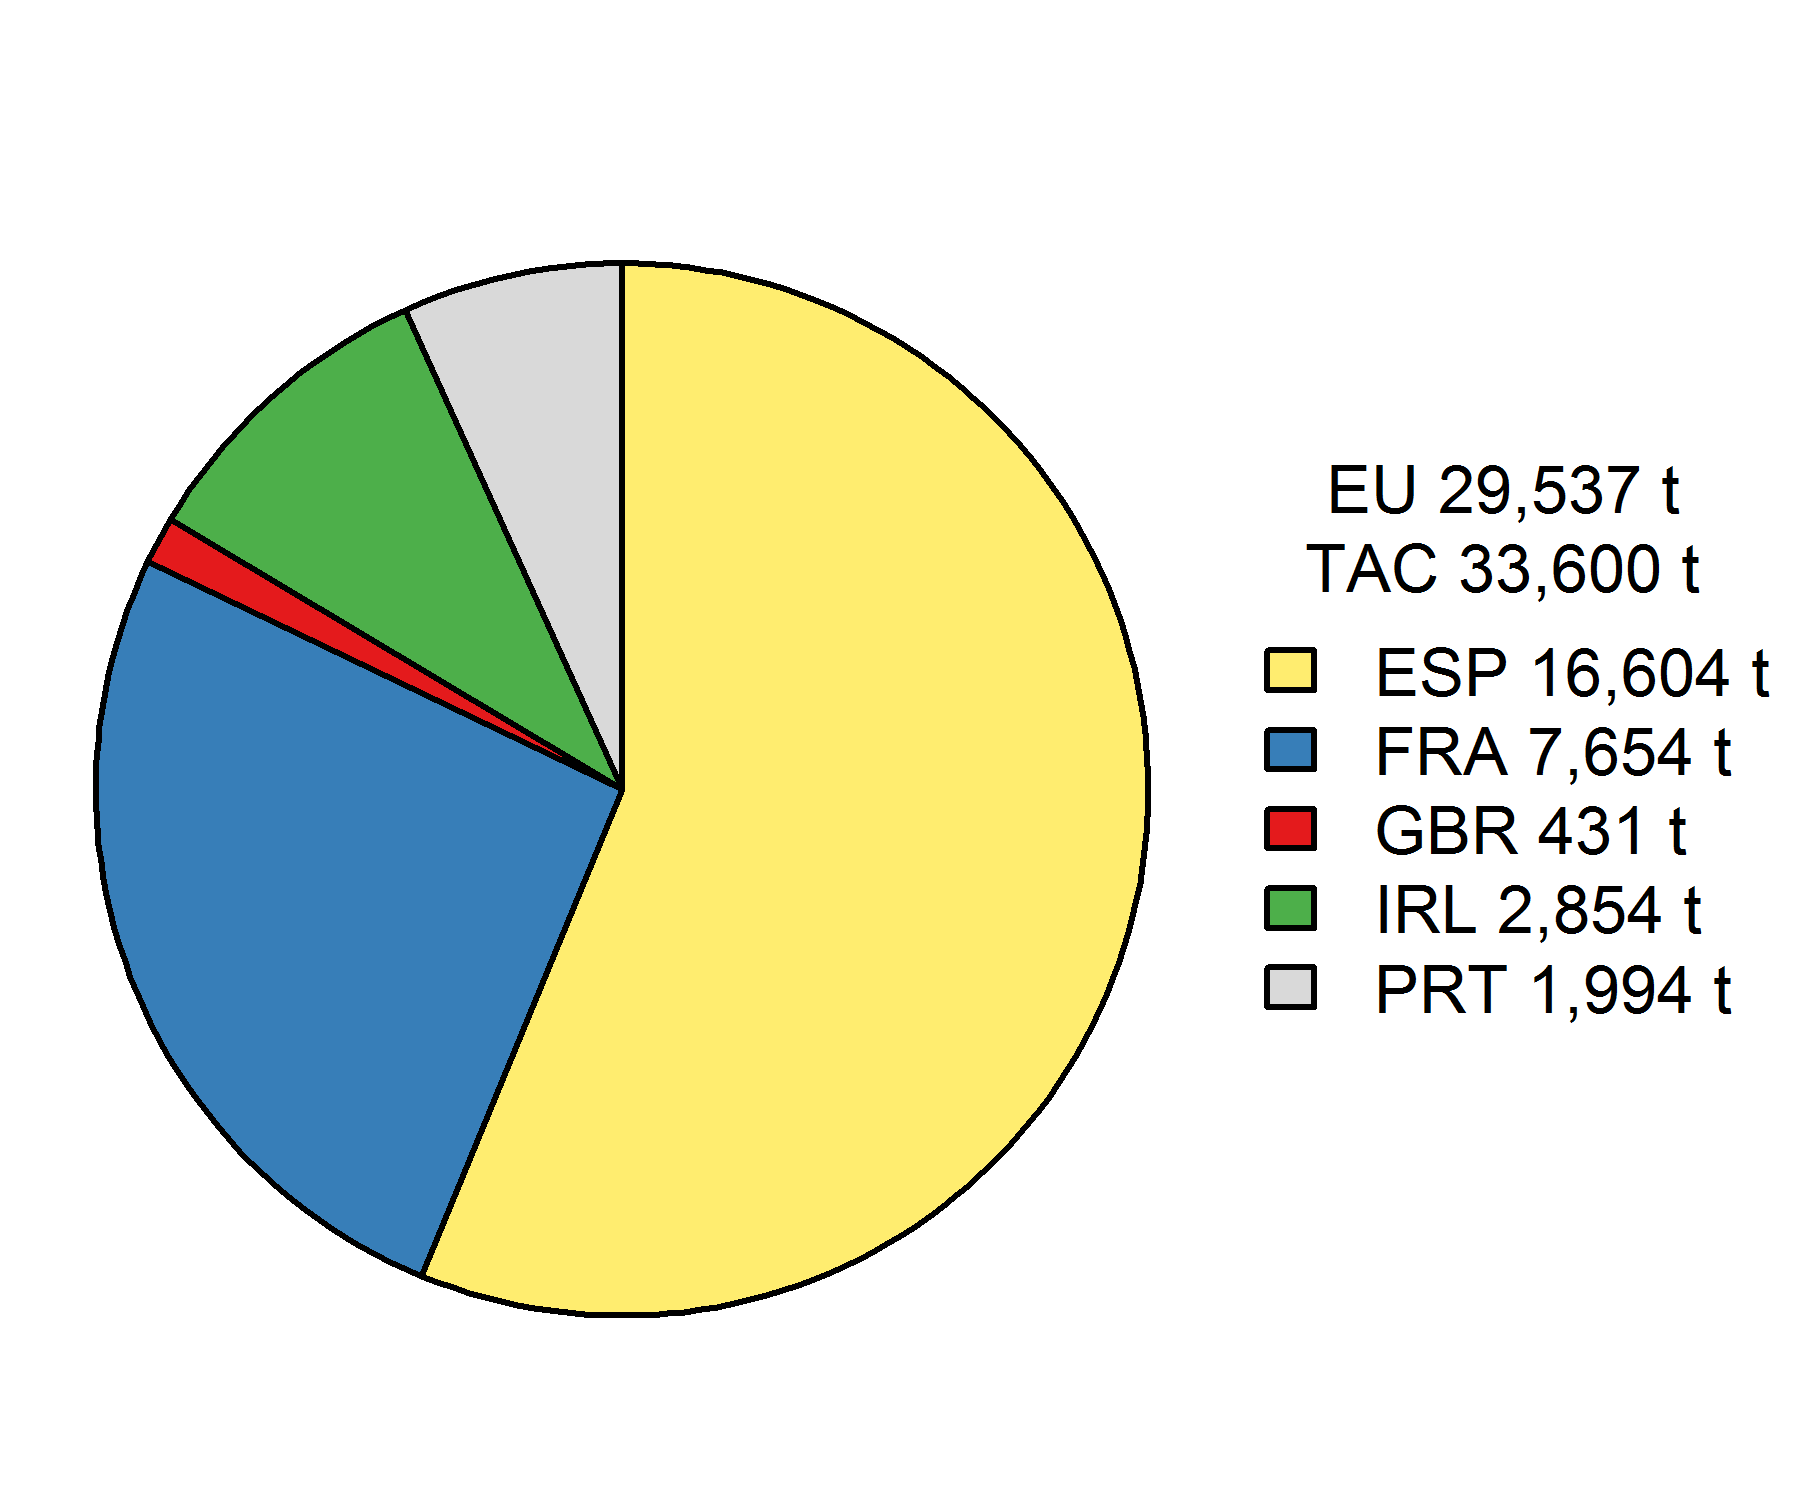 EU 29,537 t
TAC 33,600 t
ESP 16,604 t
FRA 7,654 t
GBR 431 t
IRL 2,854 t
PRT 1,994 t